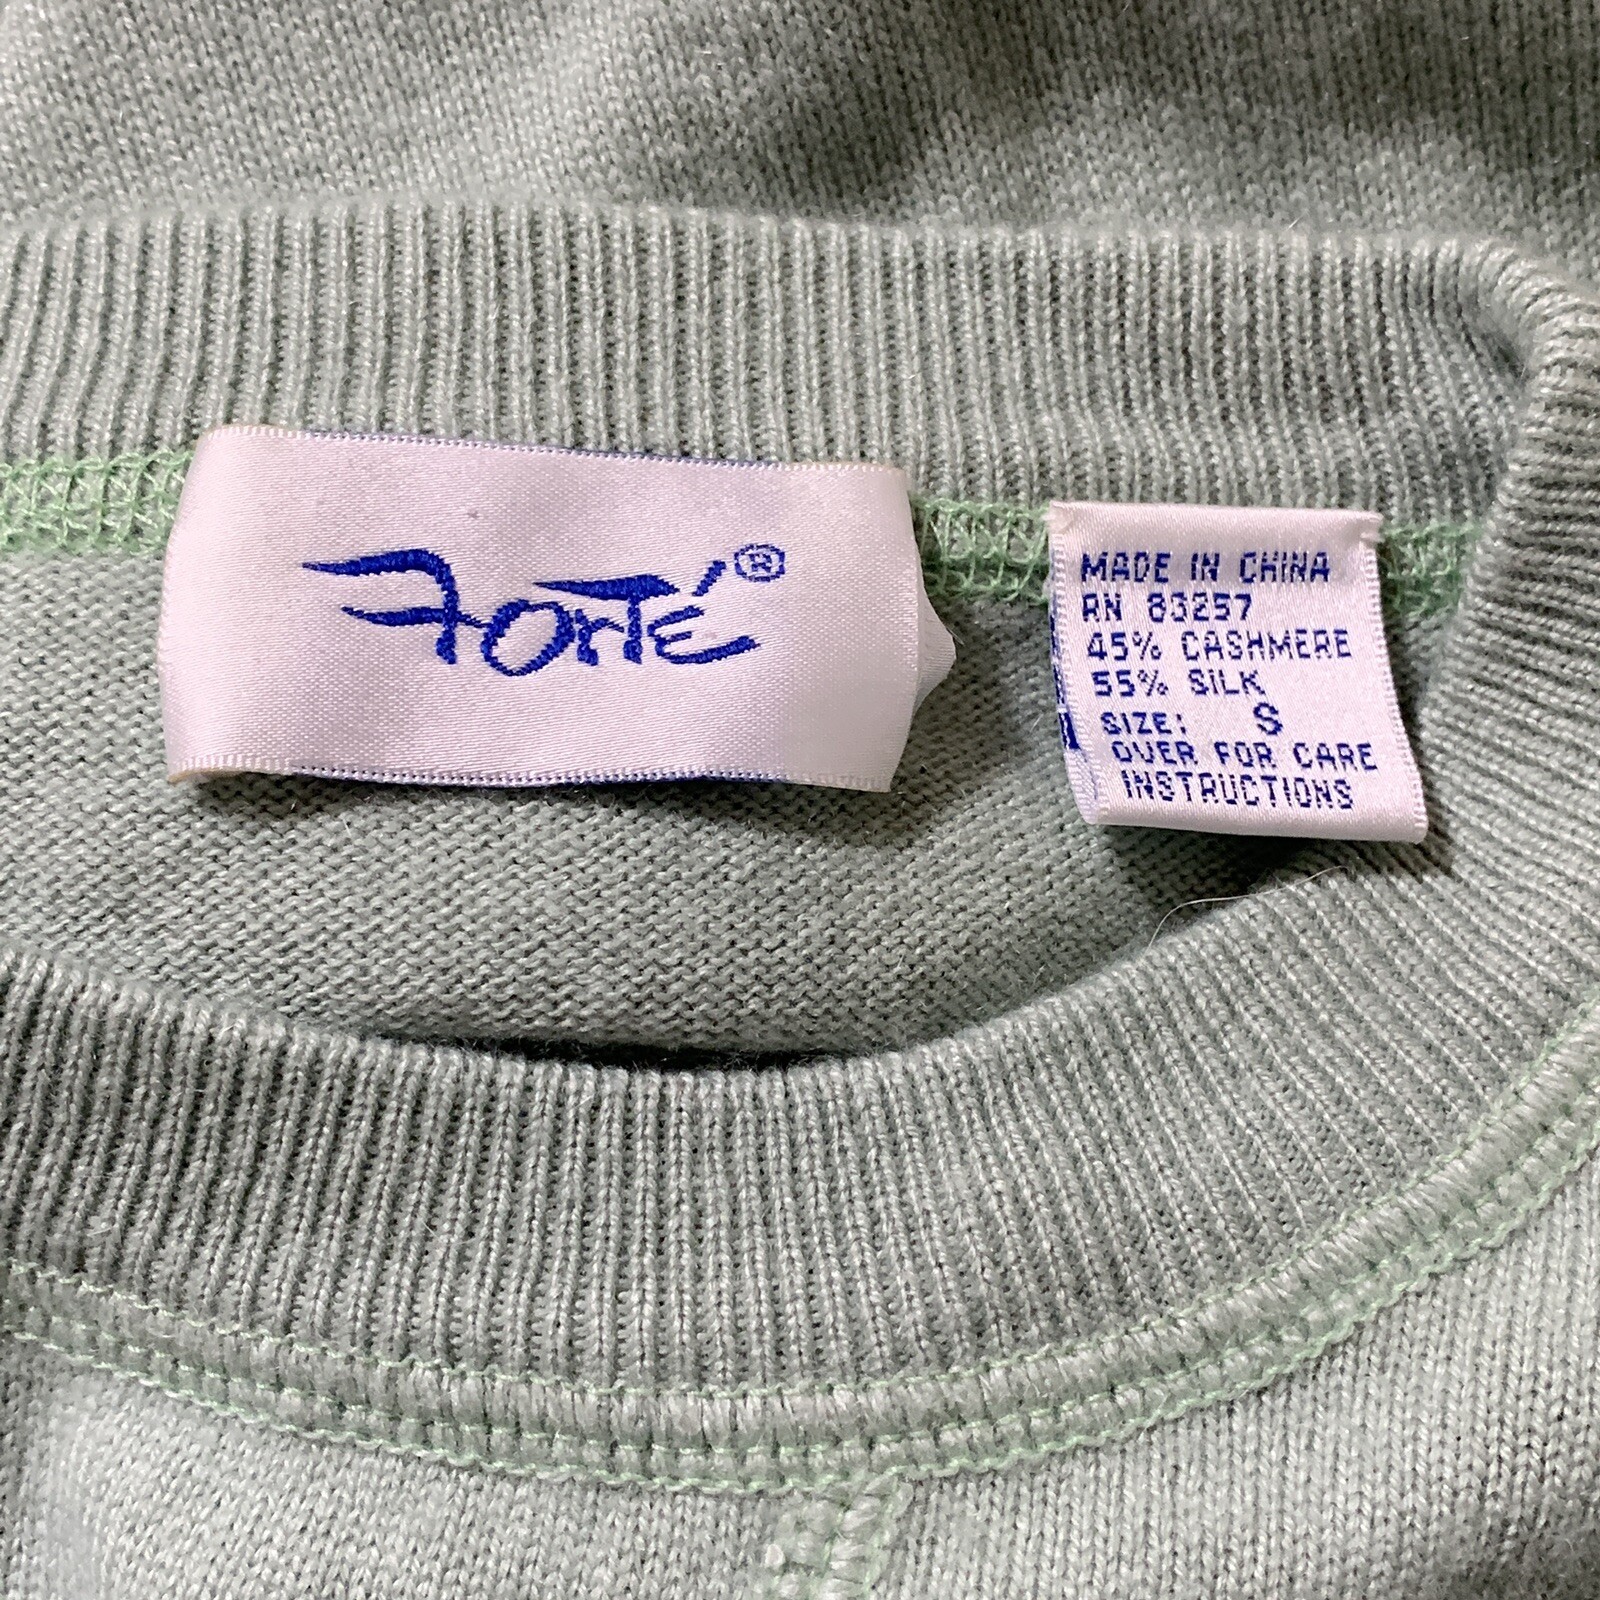 Forté®
MADE IN CHINA
RN 83257
45% CASHMERE
55% SILK
SIZE: S
OVER FOR CARE
INSTRUCTIONS